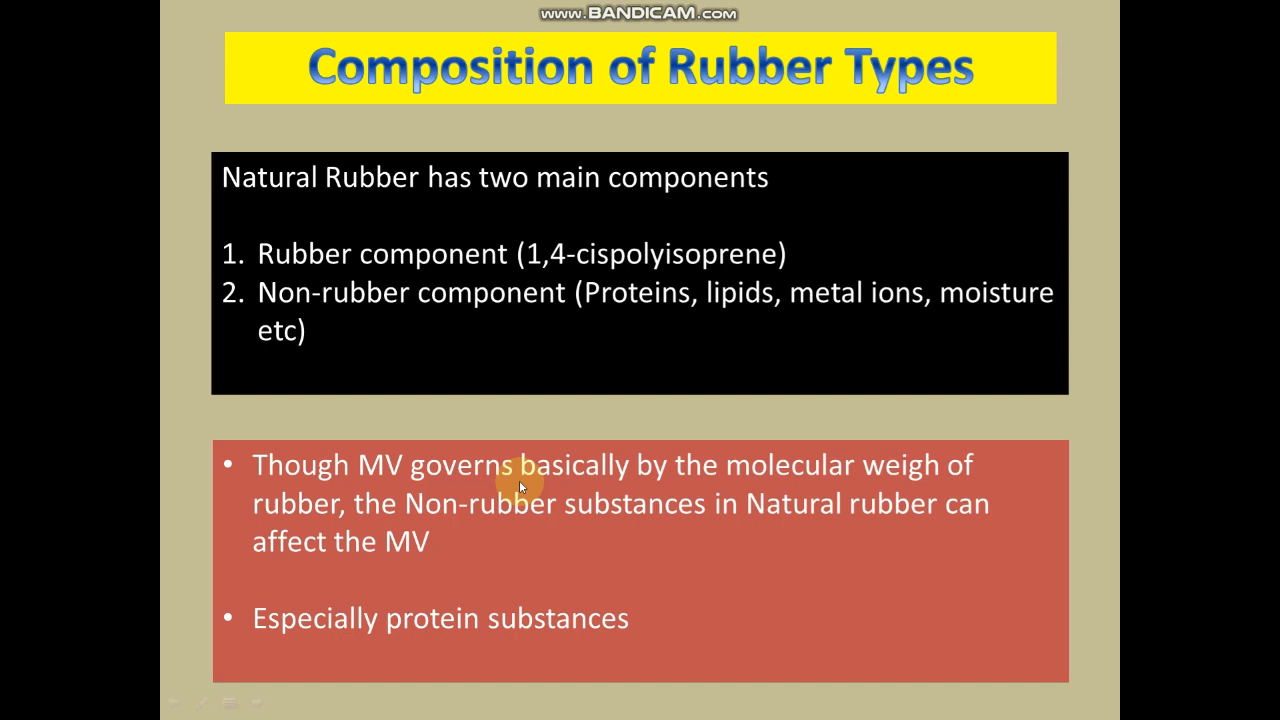 www.BANDICAM.com
Composition of Rubber Types
Natural Rubber has two main components
1. Rubber component (1,4-cispolyisoprene)
2. Non-rubber component (Proteins, lipids, metal ions, moisture
etc)
• Though MV governs basically by the molecular weigh of
rubber, the Non-rubber substances in Natural rubber can
affect the MV
• Especially protein substances